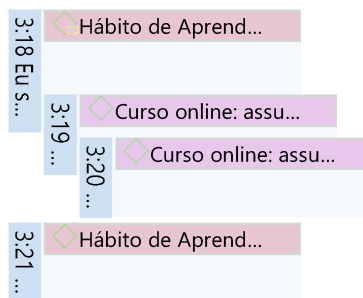 3:18 Eu s...
Hábito de Aprend...
3:19 ...
Curso online: assu...
3:20 ...
Curso online: assu...
3:21 ...
Hábito de Aprend...